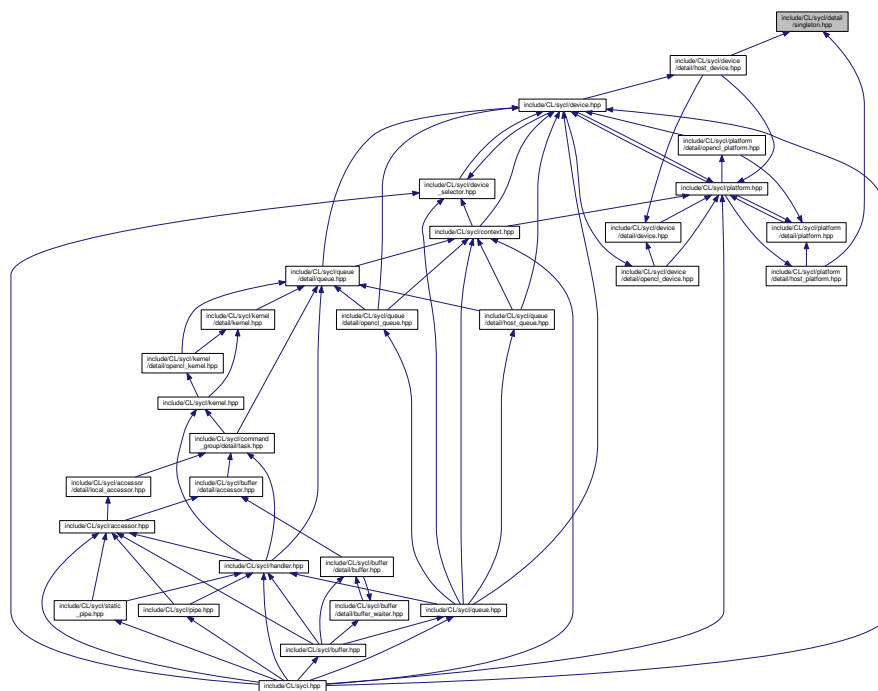 include/CL/sycl/detail
/singleton.hpp
include/CL/sycl/device
/detail/host_device.hpp
include/CL/sycl/device.hpp
include/CL/sycl/platform
/detail/opencl_platform.hpp
include/CL/sycl/device
_selector.hpp
include/CL/sycl/platform.hpp
include/CL/sycl/context.hpp
include/CL/sycl/device
/detail/device.hpp
include/CL/sycl/platform
/detail/platform.hpp
include/CL/sycl/queue
/detail/queue.hpp
include/CL/sycl/device
/detail/opencl_device.hpp
include/CL/sycl/platform
/detail/host_platform.hpp
include/CL/sycl/kernel
/detail/kernel.hpp
include/CL/sycl/queue
/detail/opencl_queue.hpp
include/CL/sycl/queue
/detail/host_queue.hpp
include/CL/sycl/kernel
/detail/opencl_kernel.hpp
include/CL/sycl/kernel.hpp
include/CL/sycl/command
_group/detail/task.hpp
include/CL/sycl/accessor
/detail/local_accessor.hpp
include/CL/sycl/buffer
/detail/accessor.hpp
include/CL/sycl/accessor.hpp
include/CL/sycl/handler.hpp
include/CL/sycl/buffer
/detail/buffer.hpp
include/CL/sycl/static
_pipe.hpp
include/CL/sycl/pipe.hpp
include/CL/sycl/buffer
/detail/buffer_waiter.hpp
include/CL/sycl/queue.hpp
include/CL/sycl/buffer.hpp
include/CL/sycl.hpp